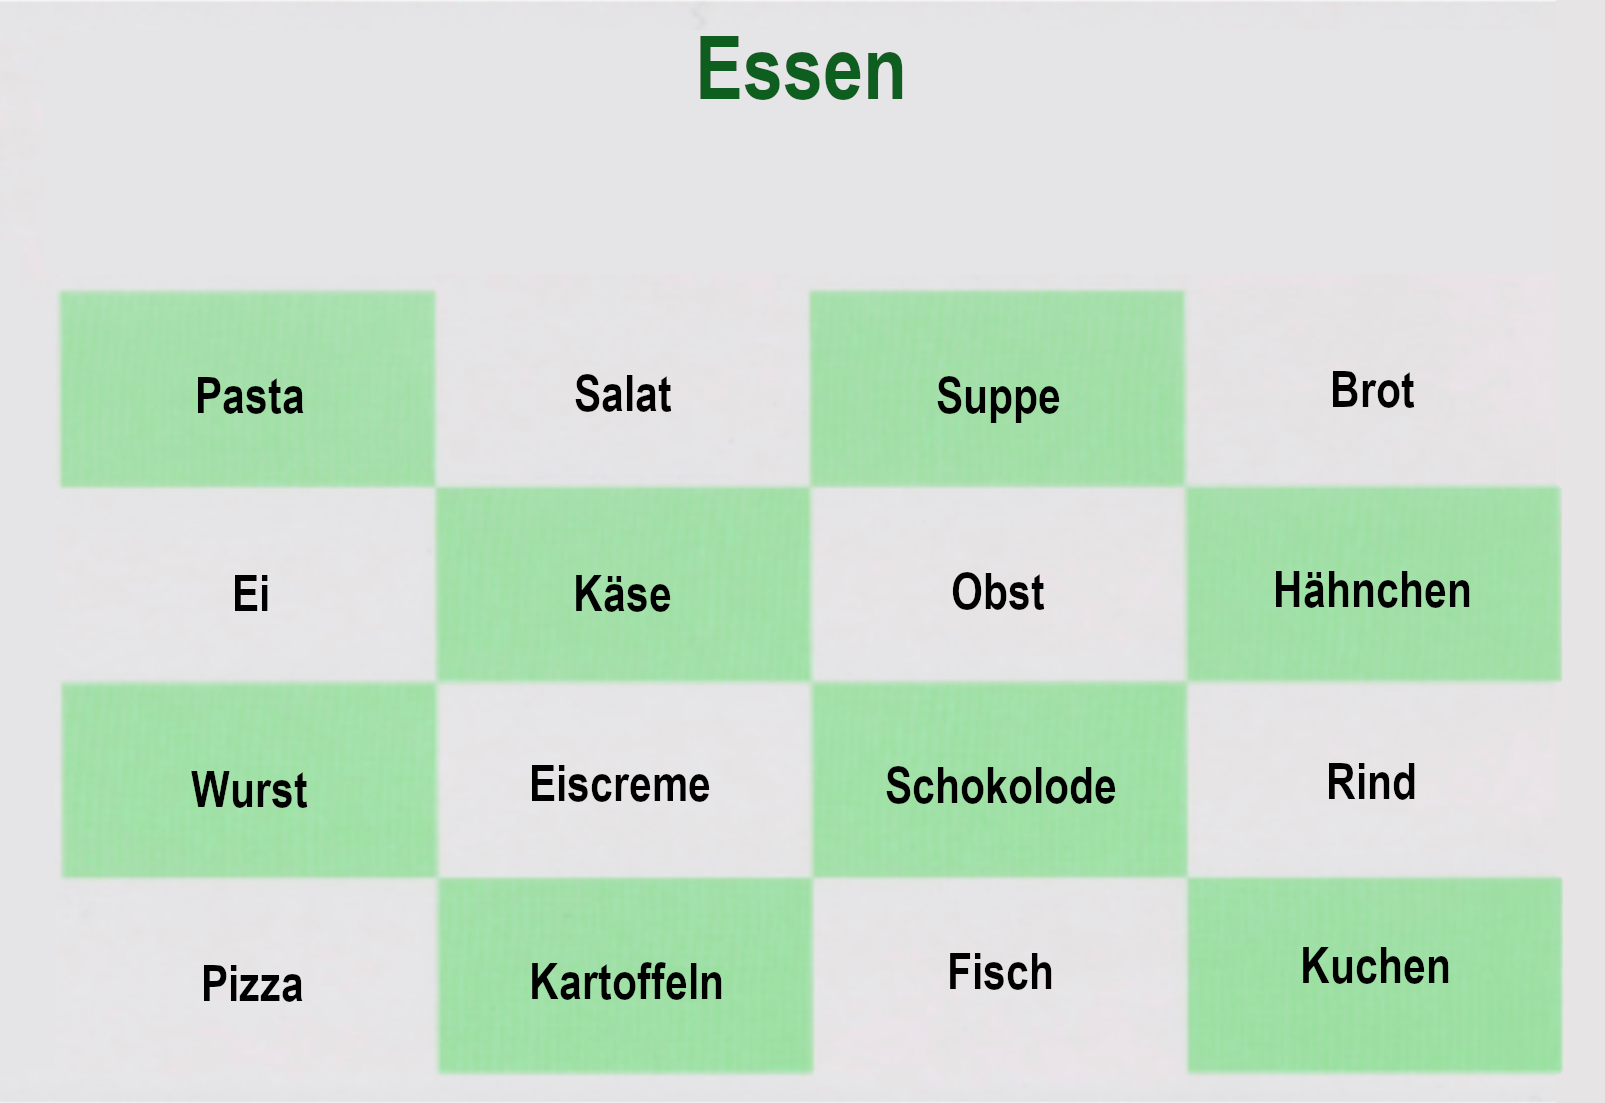 Essen
Pasta Salat Suppe Brot
Ei Käse Obst Hähnchen
Wurst Eiscreme Schokolode Rind
Pizza Kartoffeln Fisch Kuchen